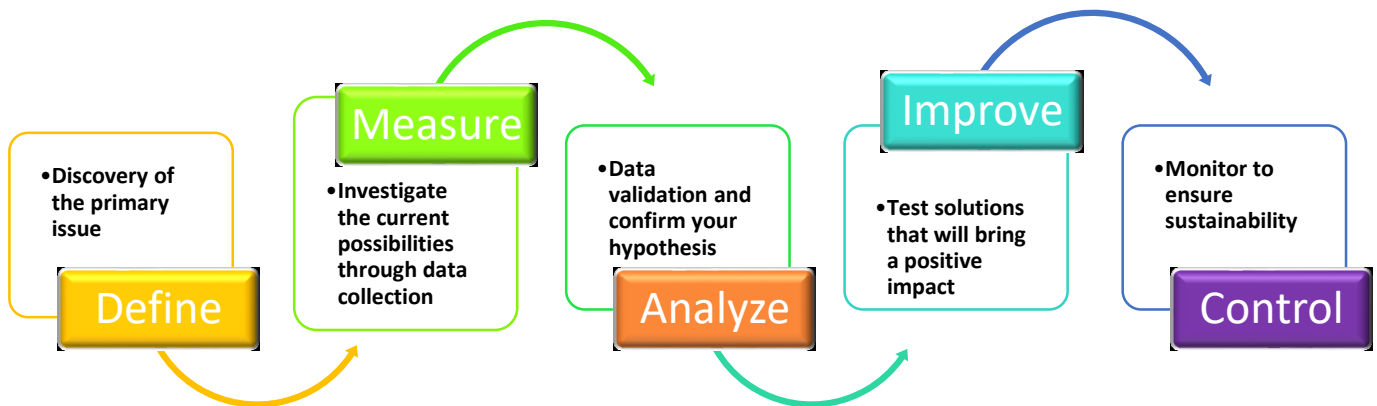 •Discovery of
the primary
issue
Define
Measure
•Investigate
the current
possibilities
through data
collection
•Data
validation and
confirm your
hypothesis
Analyze
Improve
•Test solutions
that will bring
a positive
impact
•Monitor to
ensure
sustainability
Control